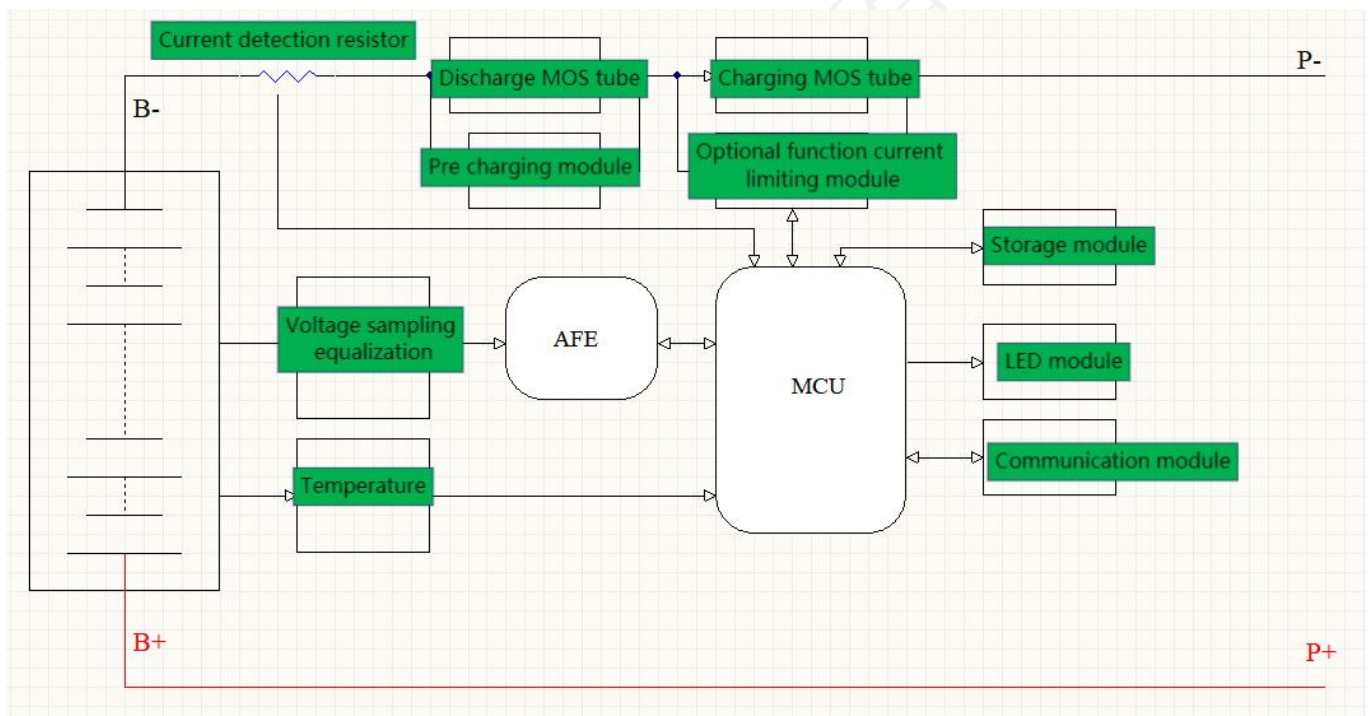 Current detection resistor
P-
Discharge MOS tube
Charging MOS tube
B-
Pre charging module
Optional function current
limiting module
Storage module
Voltage sampling
equalization
AFE
MCU
LED module
Communication module
Temperature
B+
P+